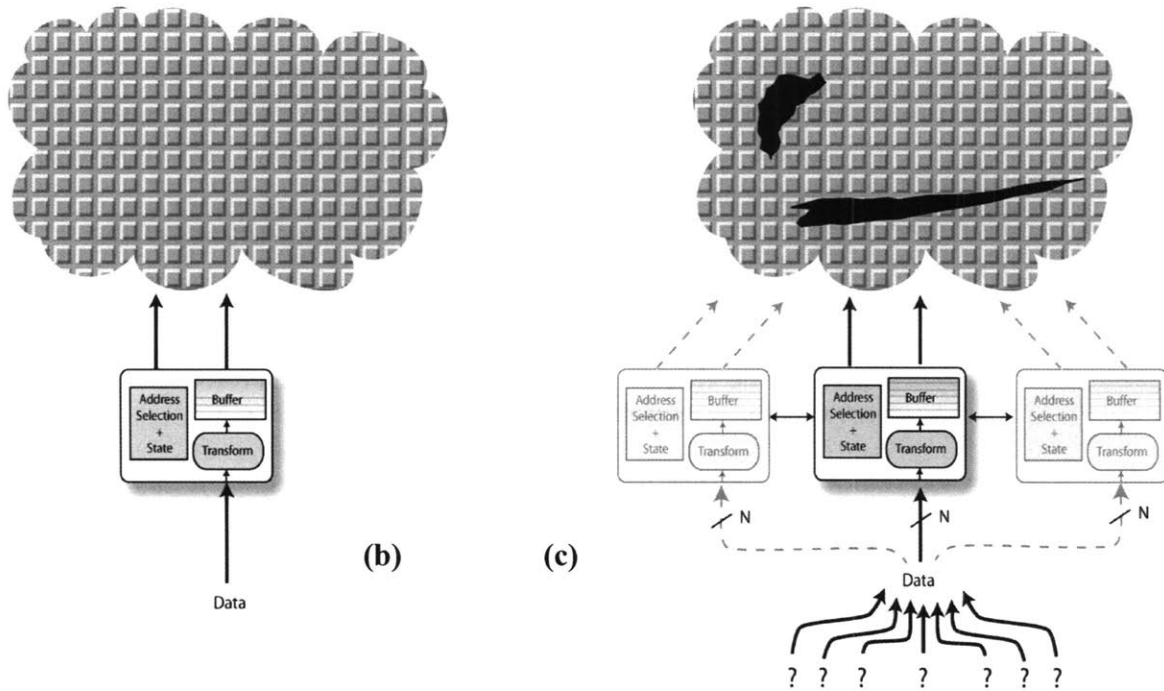 Address
Selection
+
State
Buffer
Transform
Data
(b)
(c)
Address
Selection
+
State
Buffer
Transform
Address
Selection
+
State
Buffer
Transform
Address
Selection
+
State
Buffer
Transform
N
N
N
Data
? ? ? ? ? ? ?